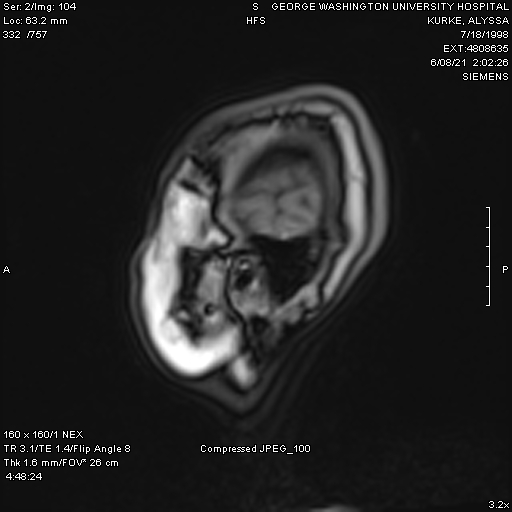 Ser: 2/Img: 104
Loc: 63.2 mm
332 /757
S
HFS
GEORGE WASHINGTON UNIVERSITY HOSPITAL
KURKE, ALYSSA
7/18/1998
EXT:4808635
6/08/21 2:02:26
SIEMENS
A
P
160 x 160/1 NEX
TR 3.1/TE 1.4/Flip Angle 8
Thk 1.6 mm/FOV* 26 cm
4:48:24
Compressed JPEG_100
3.2x